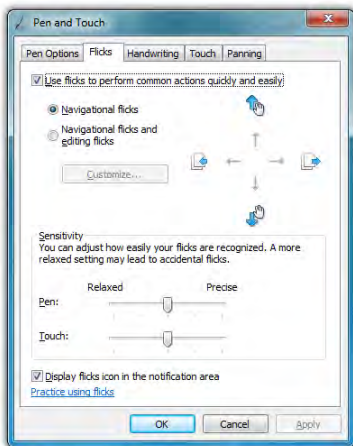 Pen and Touch
Pen Options Flicks Handwriting Touch Panning
Use flicks to perform common actions quickly and easily
Navigational flicks
Navigational flicks and
editing flicks
Customize...
Sensitivity
You can adjust how easily your flicks are recognized. A more
relaxed setting may lead to accidental flicks.
Relaxed Precise
Pen:
Touch:
Display flicks icon in the notification area
Practice using flicks
OK Cancel Apply